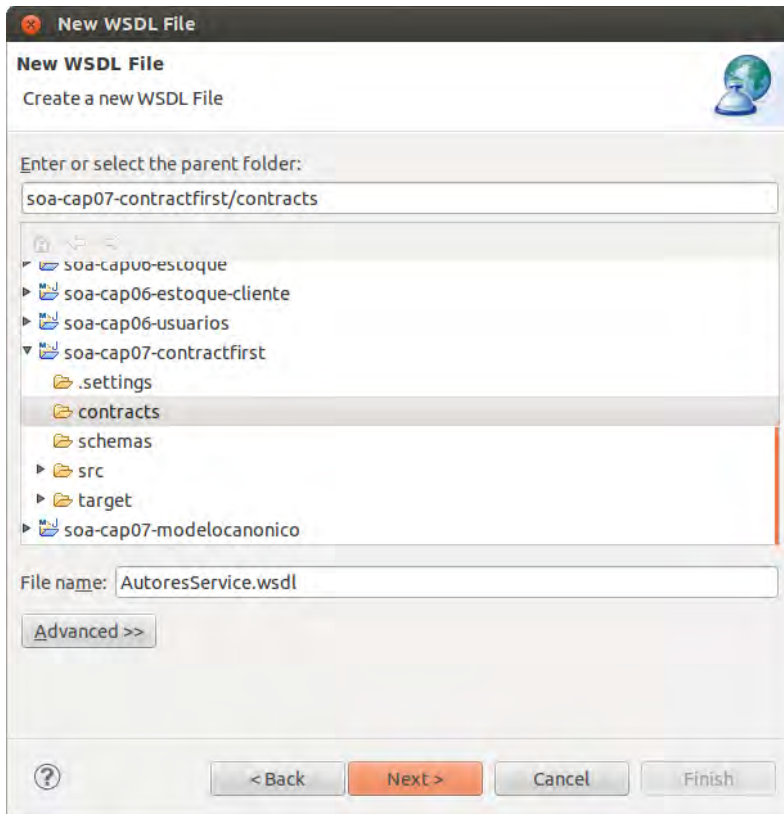 New WSDL File
New WSDL File
Create a new WSDL File
Enter or select the parent folder:
soa-cap07-contractfirst/contracts
soa-cap06-estoque
soa-cap06-estoque-cliente
soa-cap06-usuarios
soa-cap07-contractfirst
.settings
contracts
schemas
src
target
soa-cap07-modelocanonico
File name: AutoresService.wsdl
Advanced >>
< Back Next > Cancel Finish